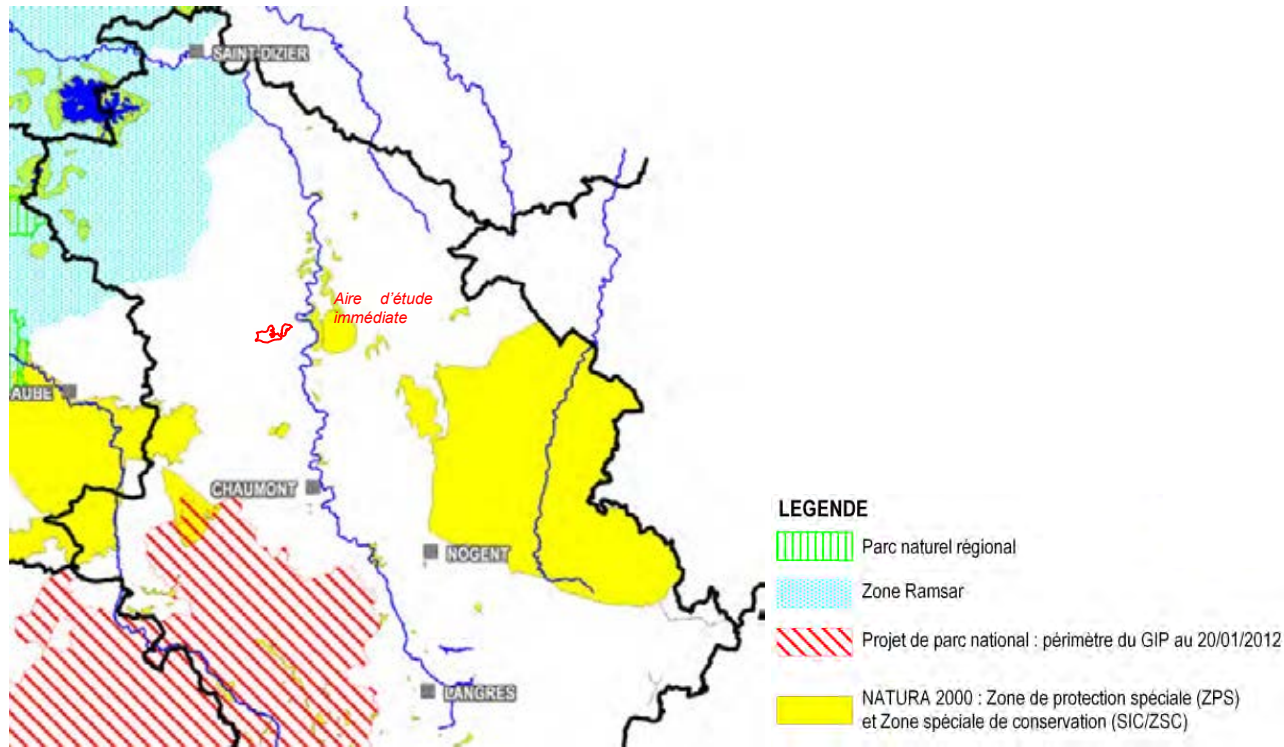 SAINT-DIZIER
Aire d'étude
immédiate
AUBE
CHAUMONT
NOGENT
LANGRES
LEGENDE
Parc naturel régional
Zone Ramsar
Projet de parc national : périmètre du GIP au 20/01/2012
NATURA 2000 : Zone de protection spéciale (ZPS)
et Zone spéciale de conservation (SIC/ZSC)